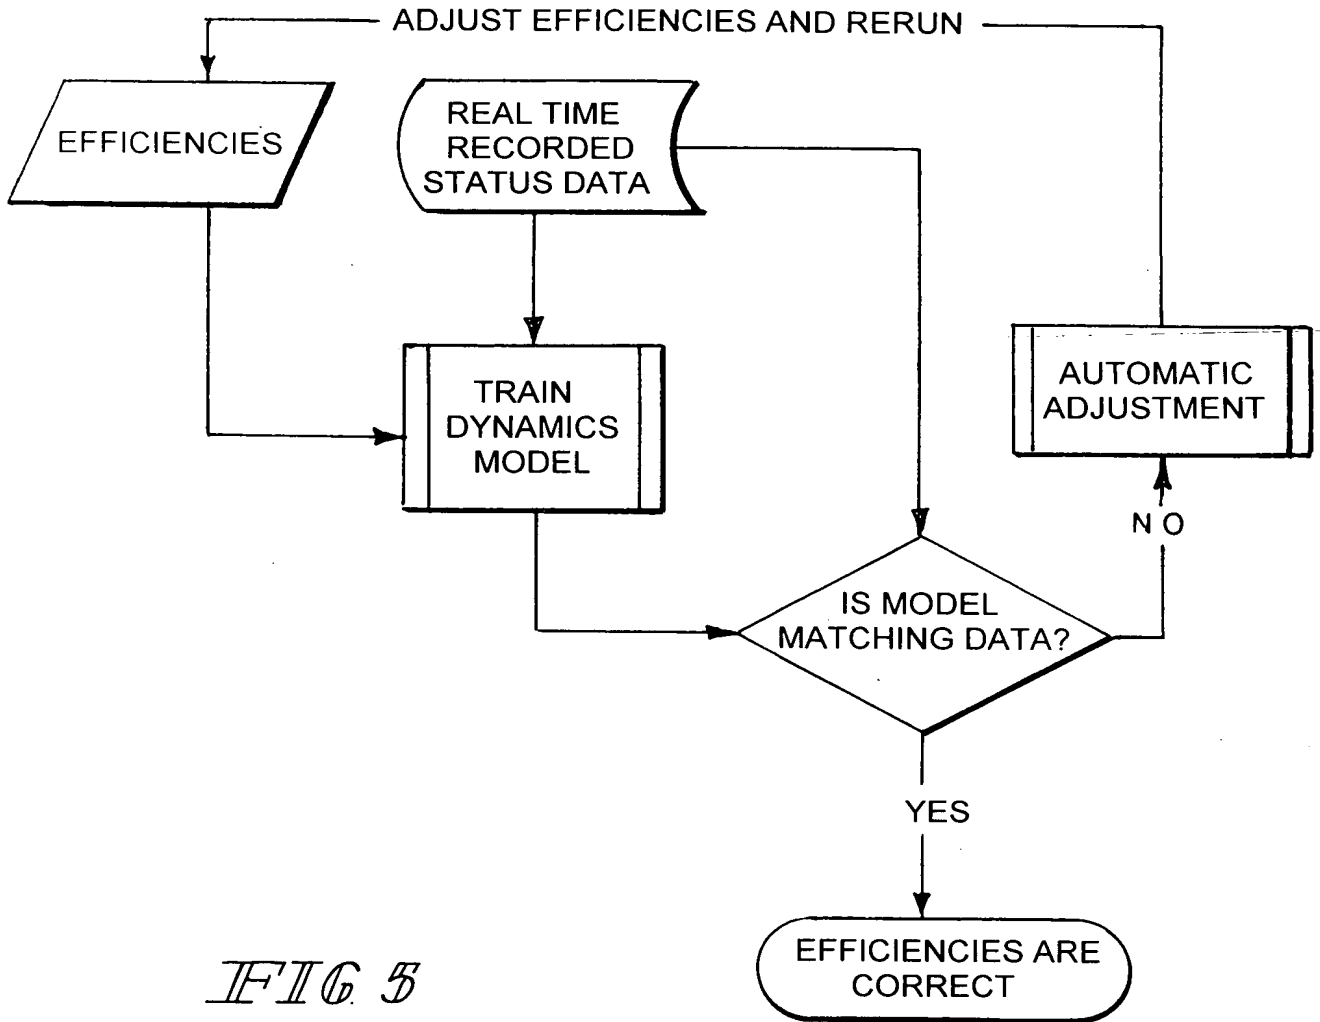 ADJUST EFFICIENCIES AND RERUN
EFFICIENCIES
REAL TIME
RECORDED
STATUS DATA
TRAIN
DYNAMICS
MODEL
AUTOMATIC
ADJUSTMENT
NO
IS MODEL
MATCHING DATA?
YES
EFFICIENCIES ARE
CORRECT
FIG. 5